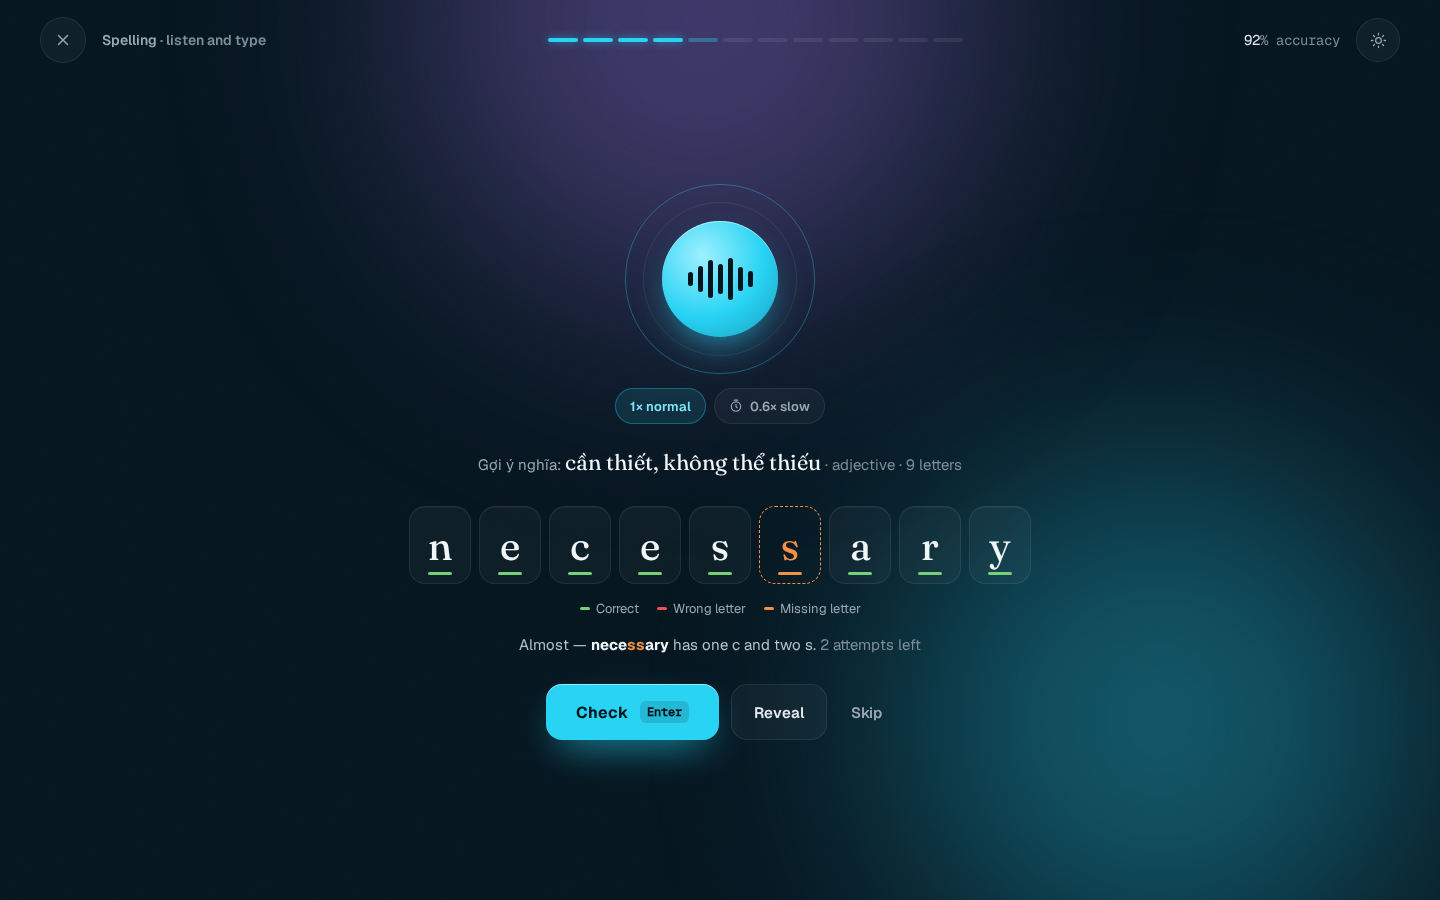 Spelling · listen and type
92% accuracy
1× normal
0.6× slow
Gợi ý nghĩa: cần thiết, không thể thiếu · adjective · 9 letters
n e c e s s a r y
Correct Wrong letter Missing letter
Almost — necessary has one c and two s. 2 attempts left
Check Enter Reveal Skip